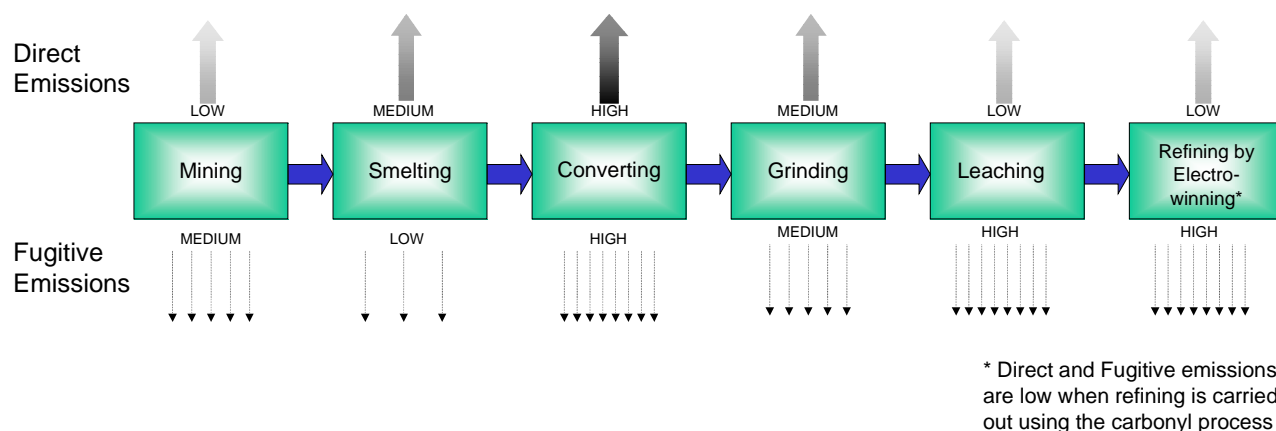 Direct
Emissions
LOW
MEDIUM
HIGH
MEDIUM
LOW
LOW
Mining
Smelting
Converting
Grinding
Leaching
Refining by
Electro-
winning*
MEDIUM
LOW
HIGH
MEDIUM
HIGH
HIGH
Fugitive
Emissions
* Direct and Fugitive emissions
are low when refining is carried
out using the carbonyl process